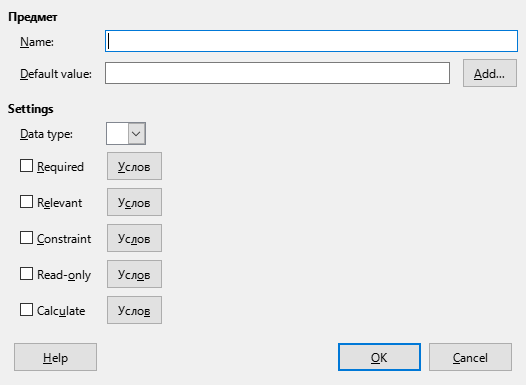 Предмет
Name:
Default value:
Add...
Settings
Data type:
Required Услов
Relevant Услов
Constraint Услов
Read-only Услов
Calculate Услов
Help OK Cancel